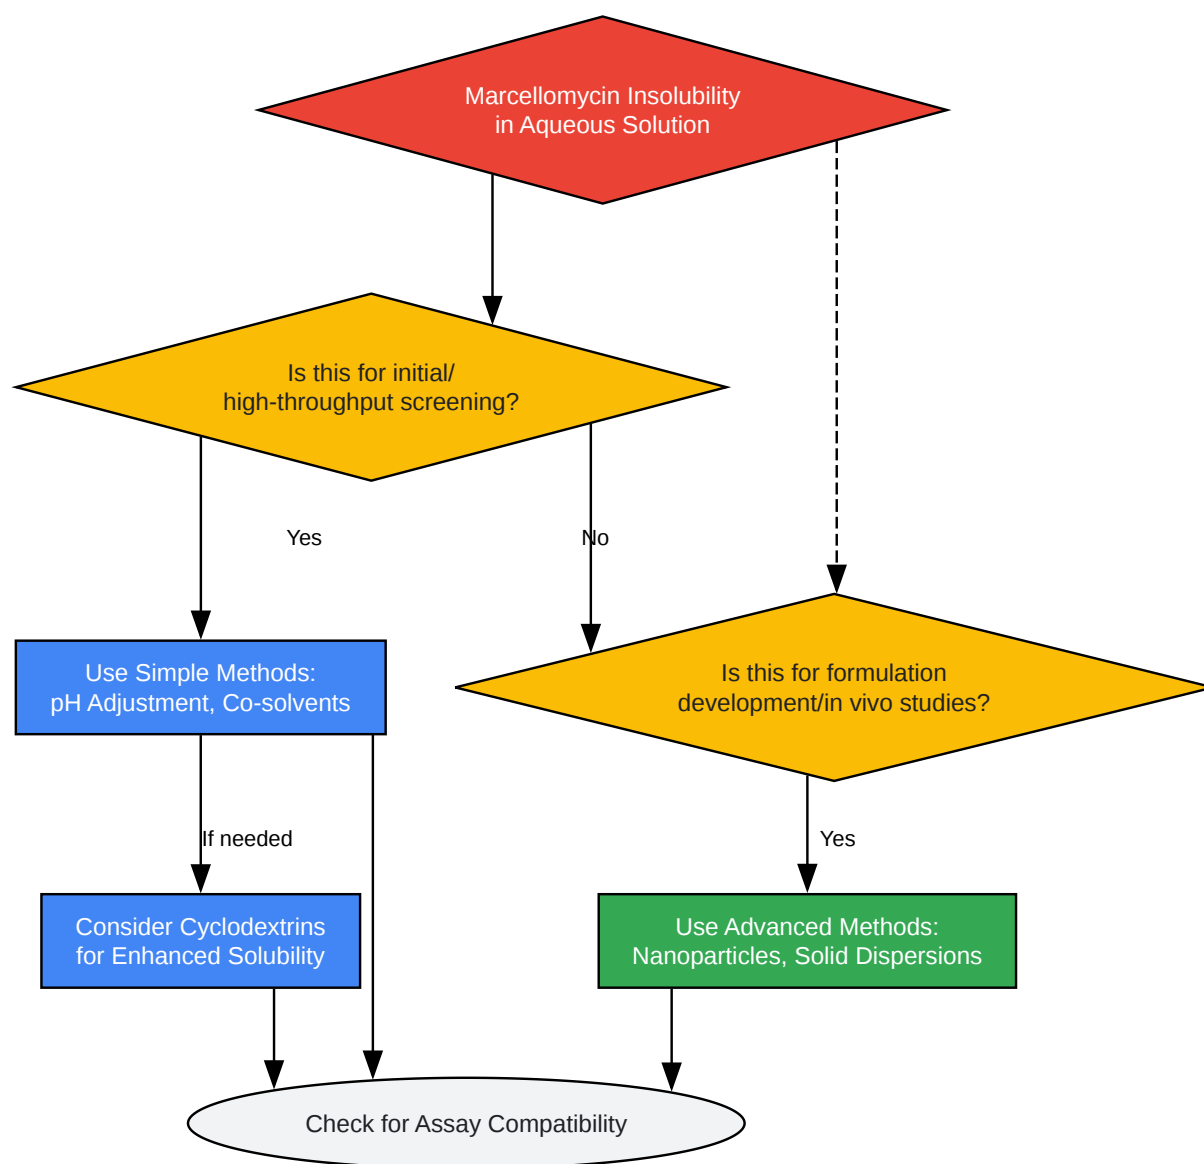 Marcellomycin Insolubility
in Aqueous Solution
Is this for initial/
high-throughput screening?
Yes
No
Use Simple Methods:
pH Adjustment, Co-solvents
Is this for formulation
development/in vivo studies?
If needed
Yes
Consider Cyclodextrins
for Enhanced Solubility
Use Advanced Methods:
Nanoparticles, Solid Dispersions
Check for Assay Compatibility